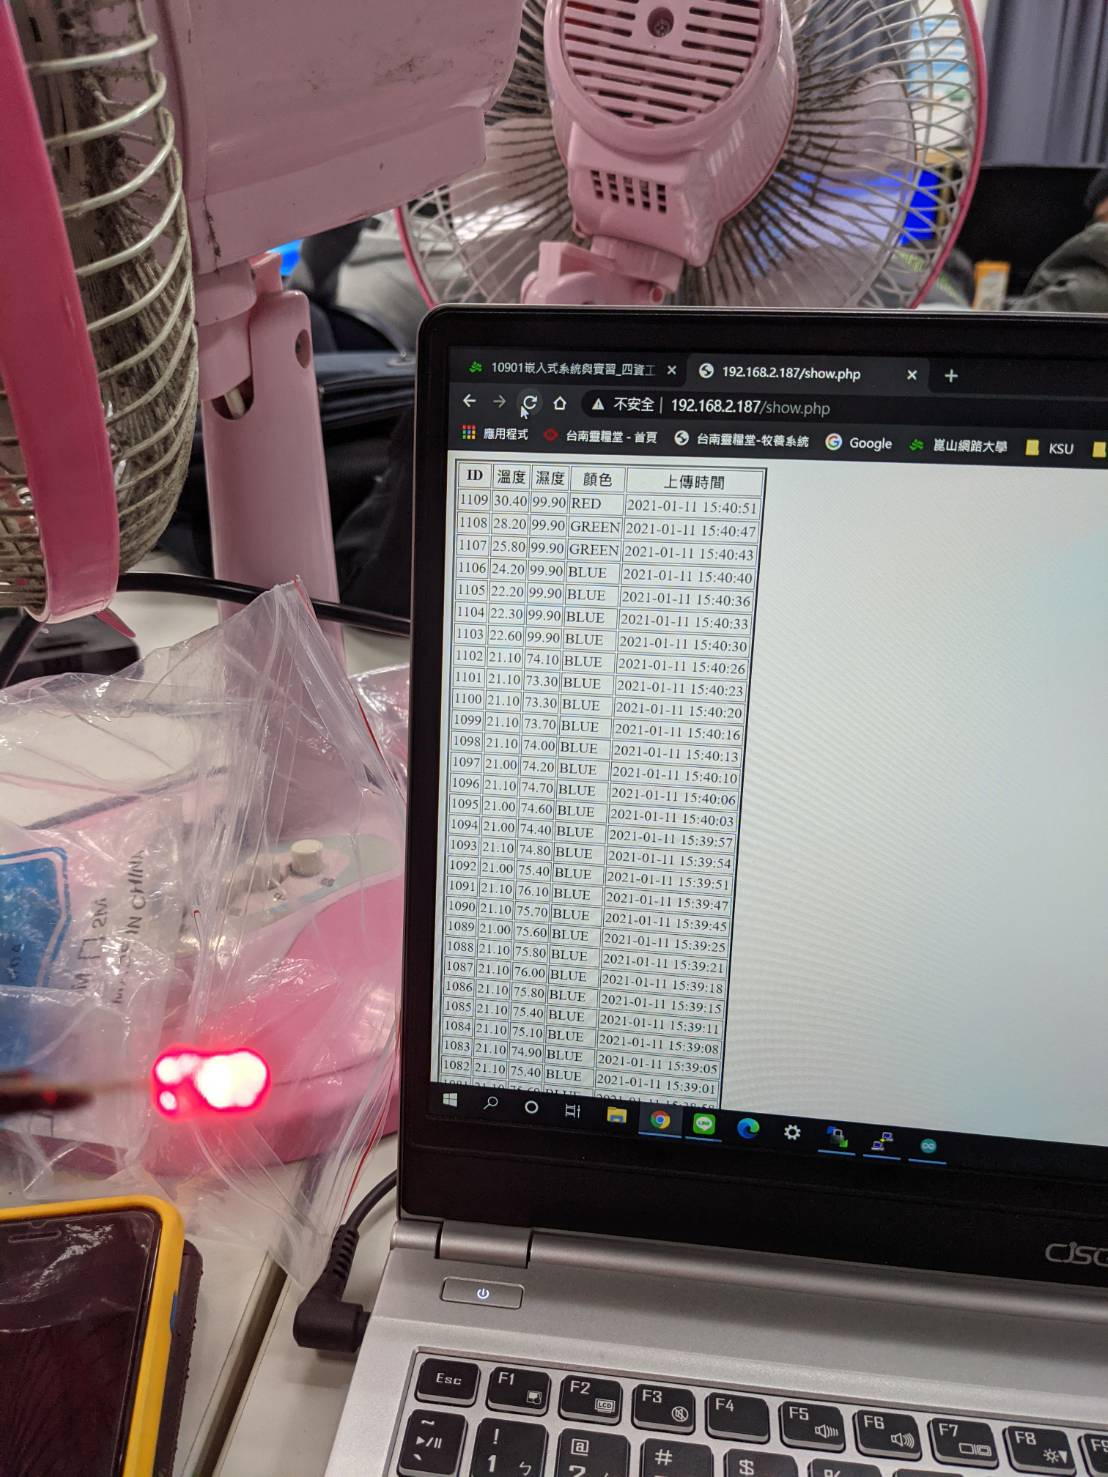 10901嵌入式系統與實習_四資工
192.168.2.187/show.php
不安全 | 192.168.2.187/show.php
應用程式 台南靈糧堂 - 首頁 台南靈糧堂-牧養系統 Google 崑山網路大學 KSU
ID 溫度 濕度 顏色 上傳時間
1109 30.40 99.90 RED 2021-01-11 15:40:51
1108 28.20 99.90 GREEN 2021-01-11 15:40:47
1107 25.80 99.90 GREEN 2021-01-11 15:40:43
1106 24.20 99.90 BLUE 2021-01-11 15:40:40
1105 22.20 99.90 BLUE 2021-01-11 15:40:36
1104 22.30 99.90 BLUE 2021-01-11 15:40:33
1103 22.60 99.90 BLUE 2021-01-11 15:40:30
1102 21.10 74.10 BLUE 2021-01-11 15:40:26
1101 21.10 73.30 BLUE 2021-01-11 15:40:23
1100 21.10 73.30 BLUE 2021-01-11 15:40:20
1099 21.10 73.70 BLUE 2021-01-11 15:40:16
1098 21.10 74.00 BLUE 2021-01-11 15:40:13
1097 21.00 74.20 BLUE 2021-01-11 15:40:10
1096 21.10 74.70 BLUE 2021-01-11 15:40:06
1095 21.00 74.60 BLUE 2021-01-11 15:40:03
1094 21.00 74.40 BLUE 2021-01-11 15:39:57
1093 21.10 74.80 BLUE 2021-01-11 15:39:54
1092 21.00 75.40 BLUE 2021-01-11 15:39:51
1091 21.10 76.10 BLUE 2021-01-11 15:39:47
1090 21.10 75.70 BLUE 2021-01-11 15:39:45
1089 21.00 75.60 BLUE 2021-01-11 15:39:25
1088 21.10 75.80 BLUE 2021-01-11 15:39:21
1087 21.10 76.00 BLUE 2021-01-11 15:39:18
1086 21.10 75.80 BLUE 2021-01-11 15:39:15
1085 21.10 75.40 BLUE 2021-01-11 15:39:11
1084 21.10 75.10 BLUE 2021-01-11 15:39:08
1083 21.10 74.90 BLUE 2021-01-11 15:39:05
1082 21.10 75.40 BLUE 2021-01-11 15:39:01
Esc F1 F2 F3 F4 F5 F6 F7 F8 F9
~ ! @ # $ %
1 ㄅ